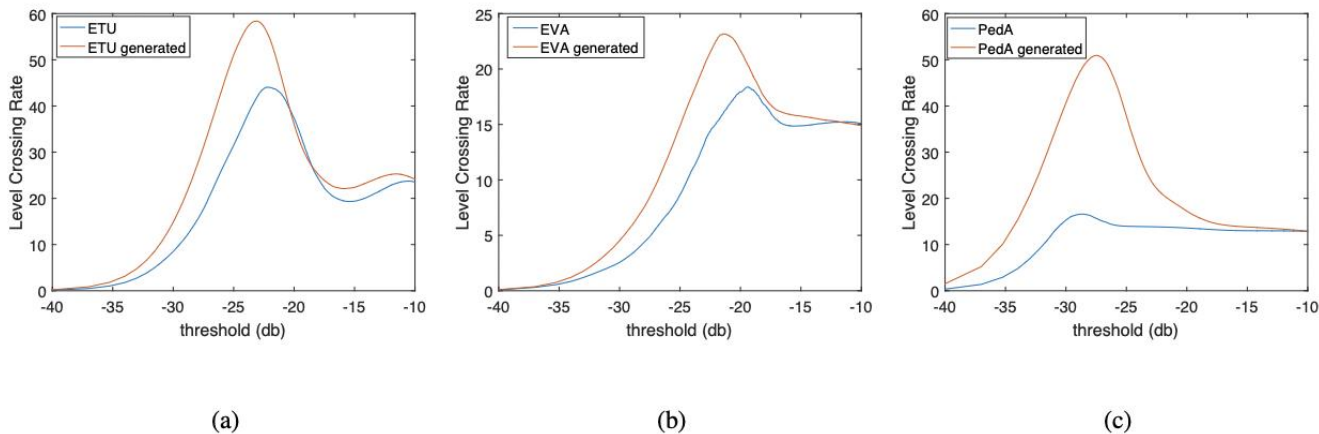 ETU
ETU generated
Level Crossing Rate
60
50
40
30
20
10
0
-40 -35 -30 -25 -20 -15 -10
threshold (db)
(a)
EVA
EVA generated
Level Crossing Rate
25
20
15
10
5
0
-40 -35 -30 -25 -20 -15 -10
threshold (db)
(b)
PedA
PedA generated
Level Crossing Rate
60
50
40
30
20
10
0
-40 -35 -30 -25 -20 -15 -10
threshold (db)
(c)